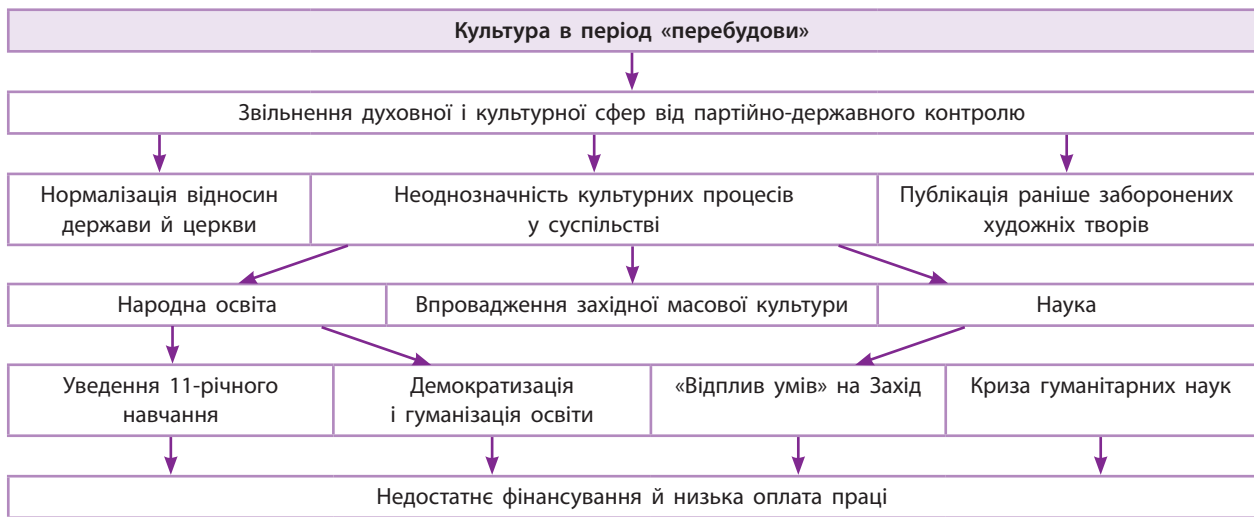 Культура в період «перебудови»
Звільнення духовної і культурної сфер від партійно-державного контролю
Нормалізація відносин
держави й церкви
Неоднозначність культурних процесів
у суспільстві
Публікація раніше заборонених
художніх творів
Народна освіта
Впровадження західної масової культури
Наука
Уведення 11-річного
навчання
Демократизація
і гуманізація освіти
«Відплив умів» на Захід
Криза гуманітарних наук
Недостатнє фінансування й низька оплата праці